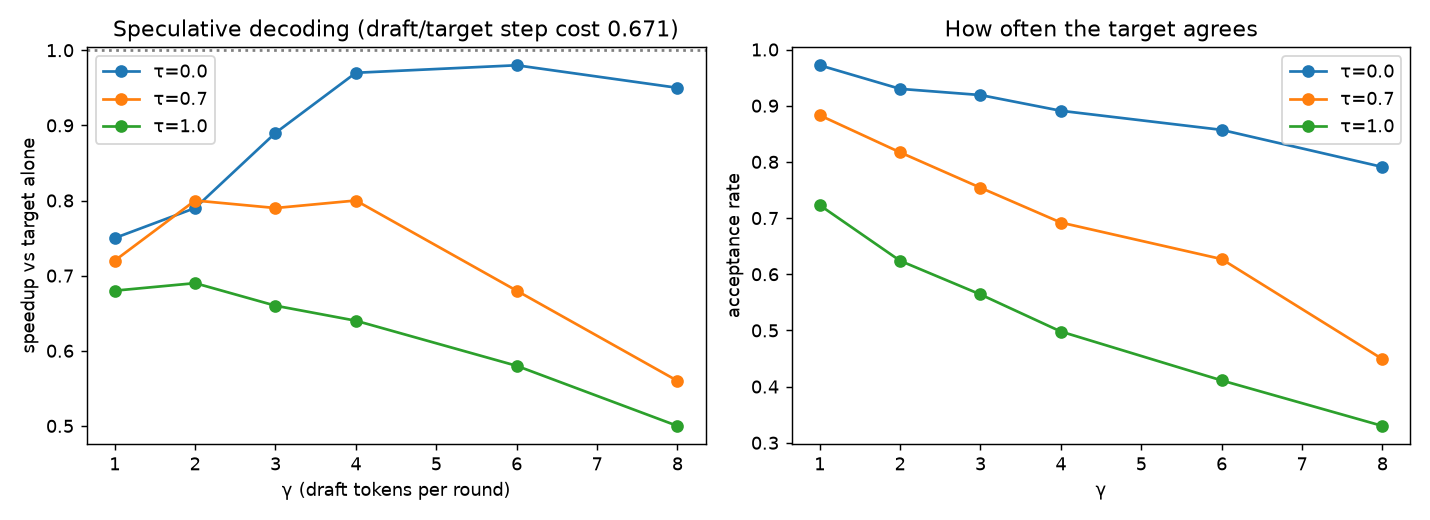 Speculative decoding (draft/target step cost 0.671)
speedup vs target alone
1.0
0.9
0.8
0.7
0.6
0.5
τ=0.0
τ=0.7
τ=1.0
1 2 3 4 5 6 7 8
γ (draft tokens per round)
How often the target agrees
acceptance rate
1.0
0.9
0.8
0.7
0.6
0.5
0.4
0.3
τ=0.0
τ=0.7
τ=1.0
1 2 3 4 5 6 7 8
γ